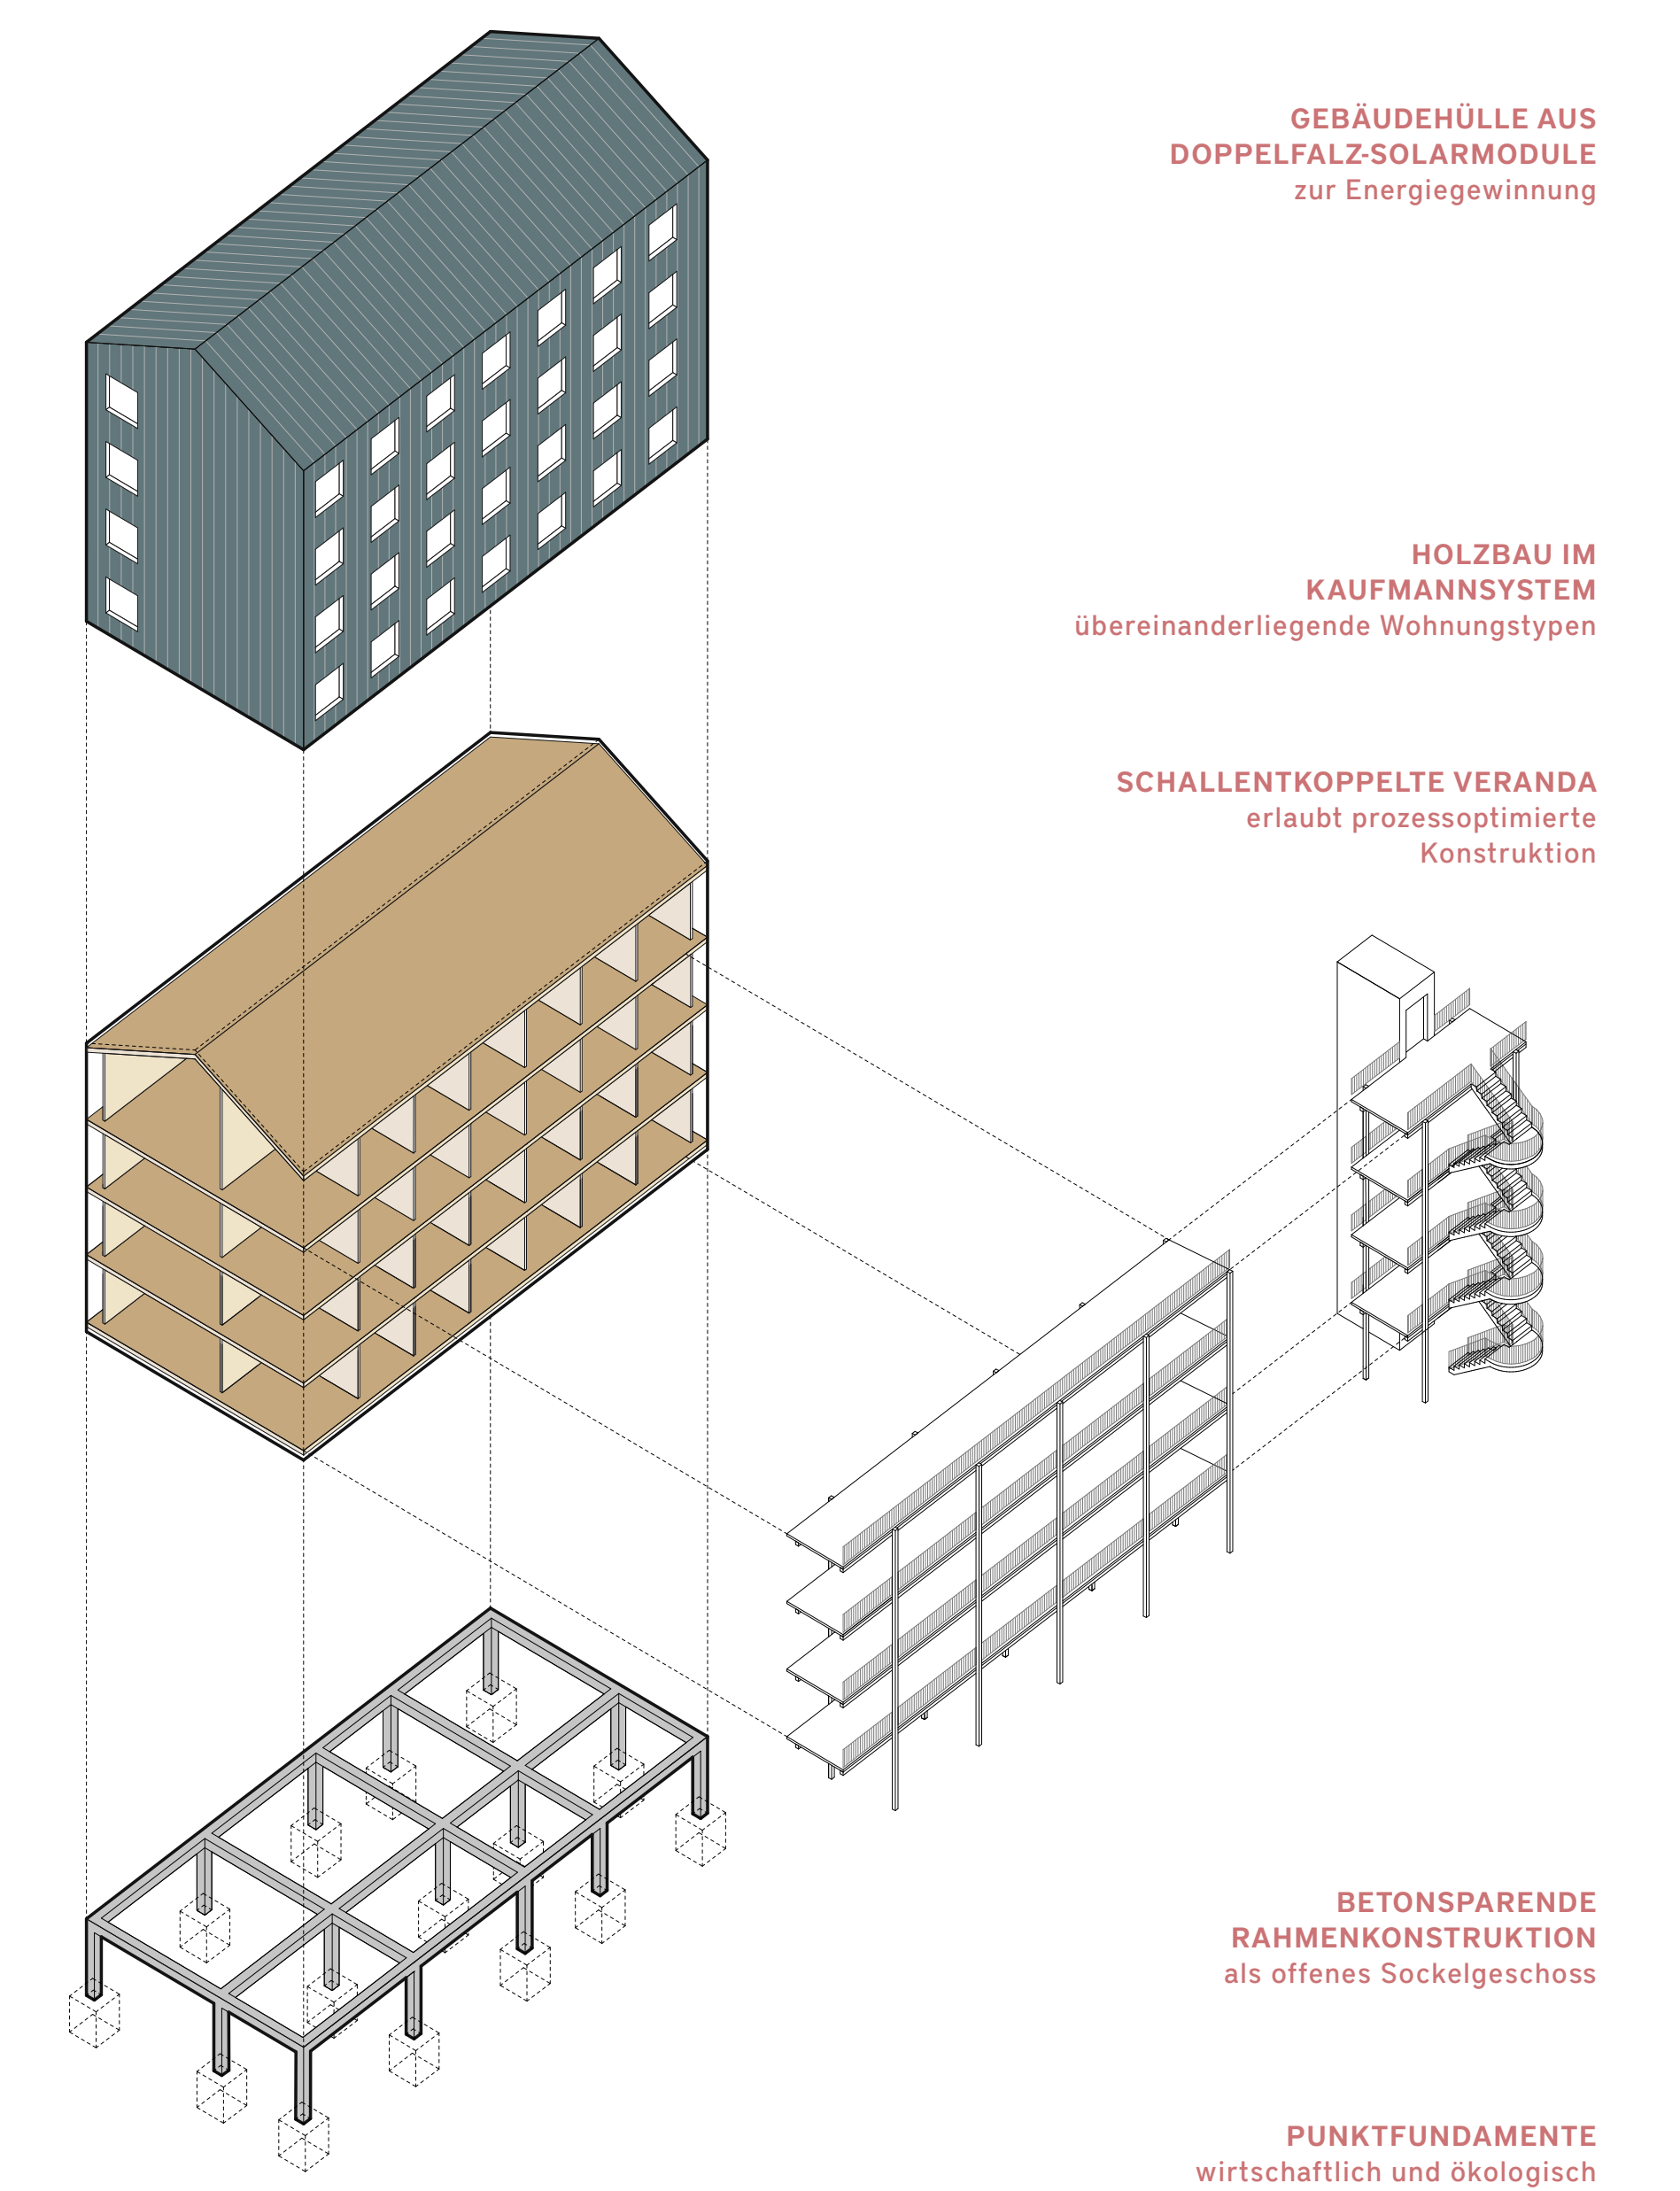 GEBÄUDEHÜLLE AUS
DOPPELFALZ-SOLARMODULE
zur Energiegewinnung
HOLZBAU IM
KAUFMANNSYSTEM
übereinanderliegende Wohnungstypen
SCHALLENTKOPPELTE VERANDA
erlaubt prozessoptimierte
Konstruktion
BETONSPARENDE
RAHMENKONSTRUKTION
als offenes Sockelgeschoss
PUNKTFUNDAMENTE
wirtschaftlich und ökologisch